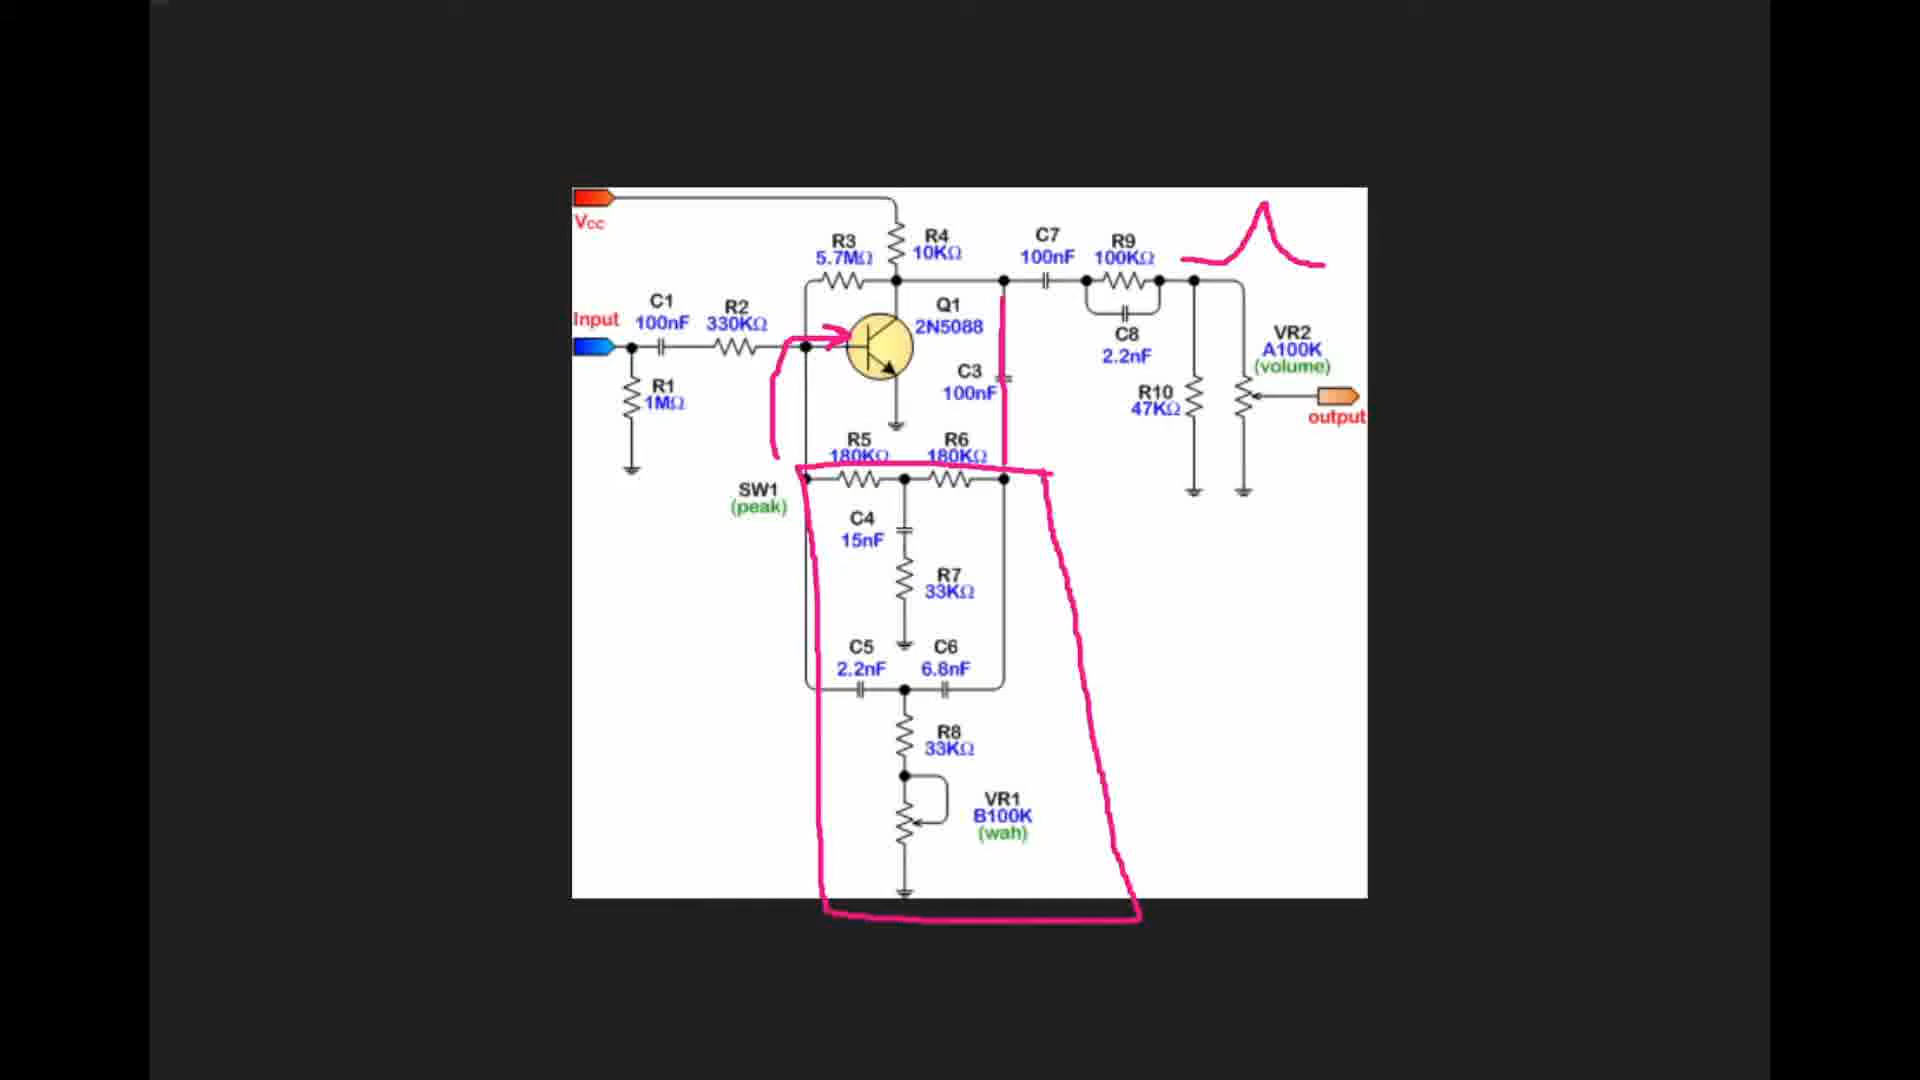 Vcc
R3
5.7MΩ
R4
10KΩ
C7
100nF
R9
100KΩ
Input
C1
100nF
R2
330KΩ
Q1
2N5088
C8
2.2nF
VR2
A100K
(volume)
R1
1MΩ
C3
100nF
R10
47KΩ
output
R5
180KΩ
R6
180KΩ
SW1
(peak)
C4
15nF
R7
33KΩ
C5
2.2nF
C6
6.8nF
R8
33KΩ
VR1
B100K
(wah)